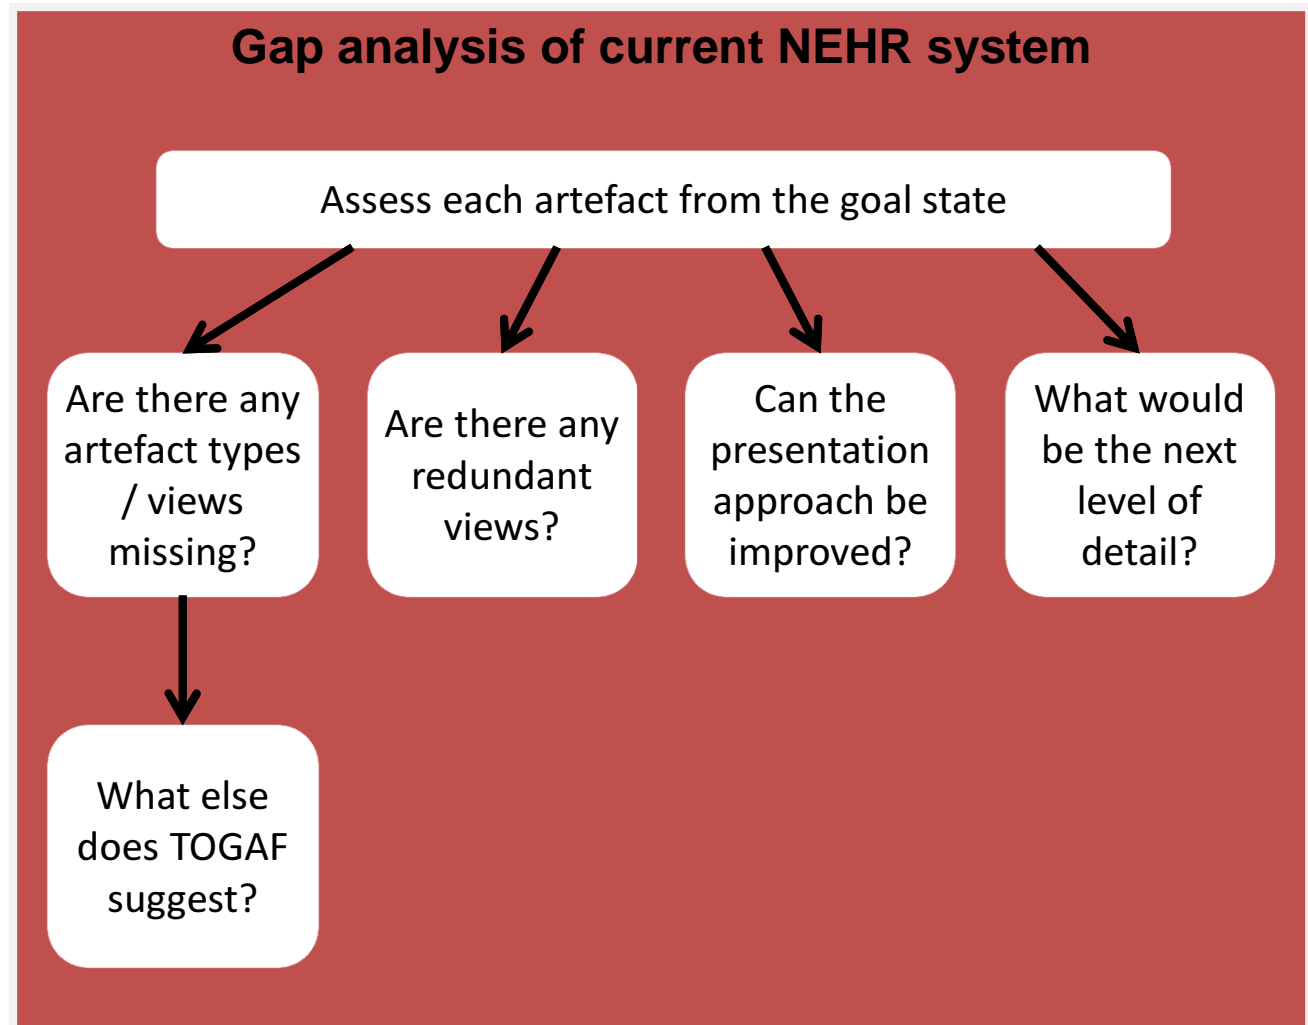 Gap analysis of current NEHR system
Assess each artefact from the goal state
Are there any
artefact types
/ views
missing?
Are there any
redundant
views?
Can the
presentation
approach be
improved?
What would
be the next
level of
detail?
What else
does TOGAF
suggest?